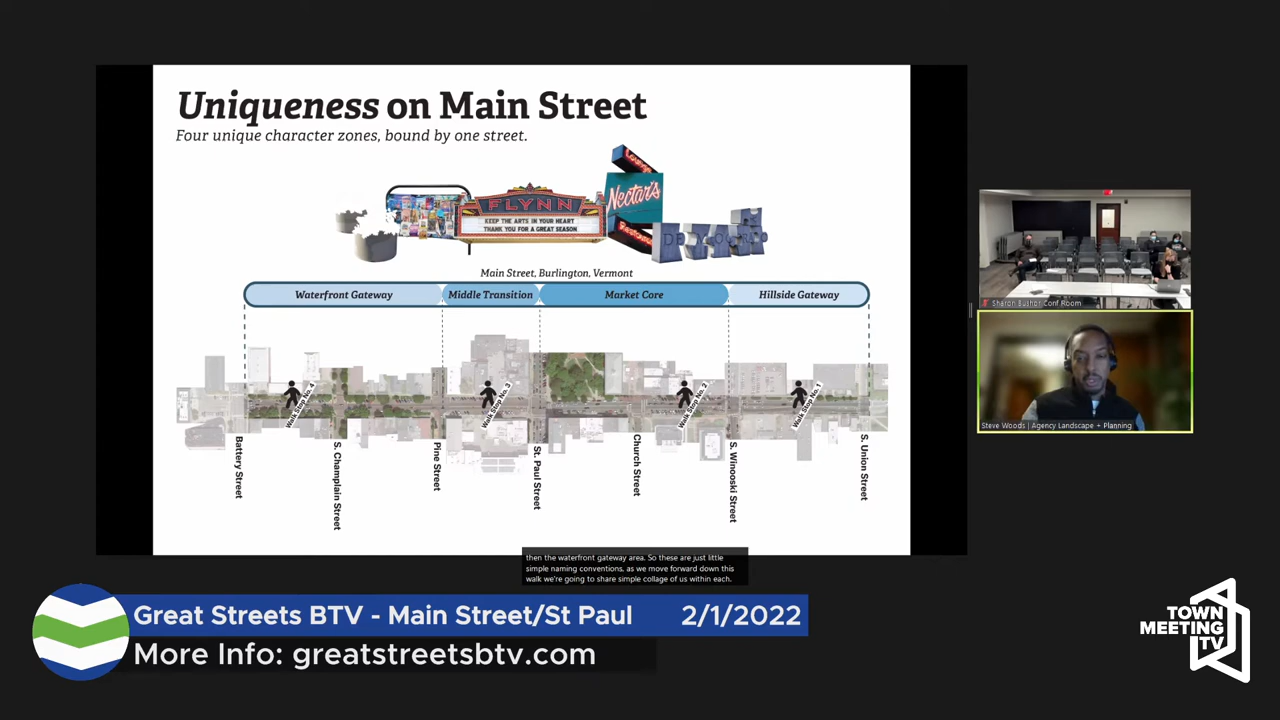 Uniqueness on Main Street
Four unique character zones, bound by one street.
FLYNN
KEEP THE ARTS IN YOUR HEART
THANK YOU FOR A GREAT SEASON
Nectar's
Main Street, Burlington, Vermont
Waterfront Gateway
Middle Transition
Market Core
Hillside Gateway
Walk Stop No. 4
Walk Stop No. 3
Walk Stop No. 2
Walk Stop No. 1
Battery Street
S. Champlain Street
Pine Street
St. Paul Street
Church Street
S. Winooski Street
S. Union Street
Sharon Bushor Conf Room
Steve Woods | Agency Landscape + Planning
then the waterfront gateway area. So these are just little
simple naming conventions, as we move forward down this
walk we're going to share simple collage of us within each.
Great Streets BTV - Main Street/St Paul 2/1/2022
More Info: greatstreetsbtv.com
TOWN
MEETING
TV